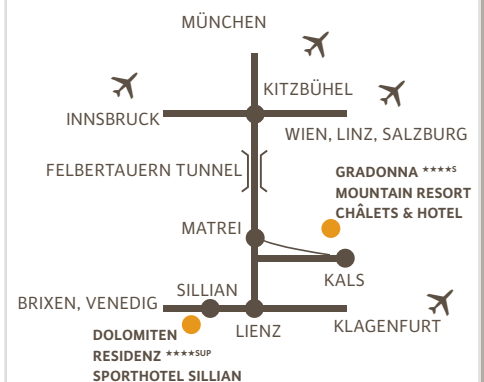 MÜNCHEN
KITZBÜHEL
INNSBRUCK
WIEN, LINZ, SALZBURG
FELBERTAUERN TUNNEL
GRADONNA ****S
MOUNTAIN RESORT
CHÂLETS & HOTEL
MATREI
KALS
SILLIAN
BRIXEN, VENEDIG
LIENZ
KLAGENFURT
DOLOMITEN
RESIDENZ ****SUP
SPORTHOTEL SILLIAN